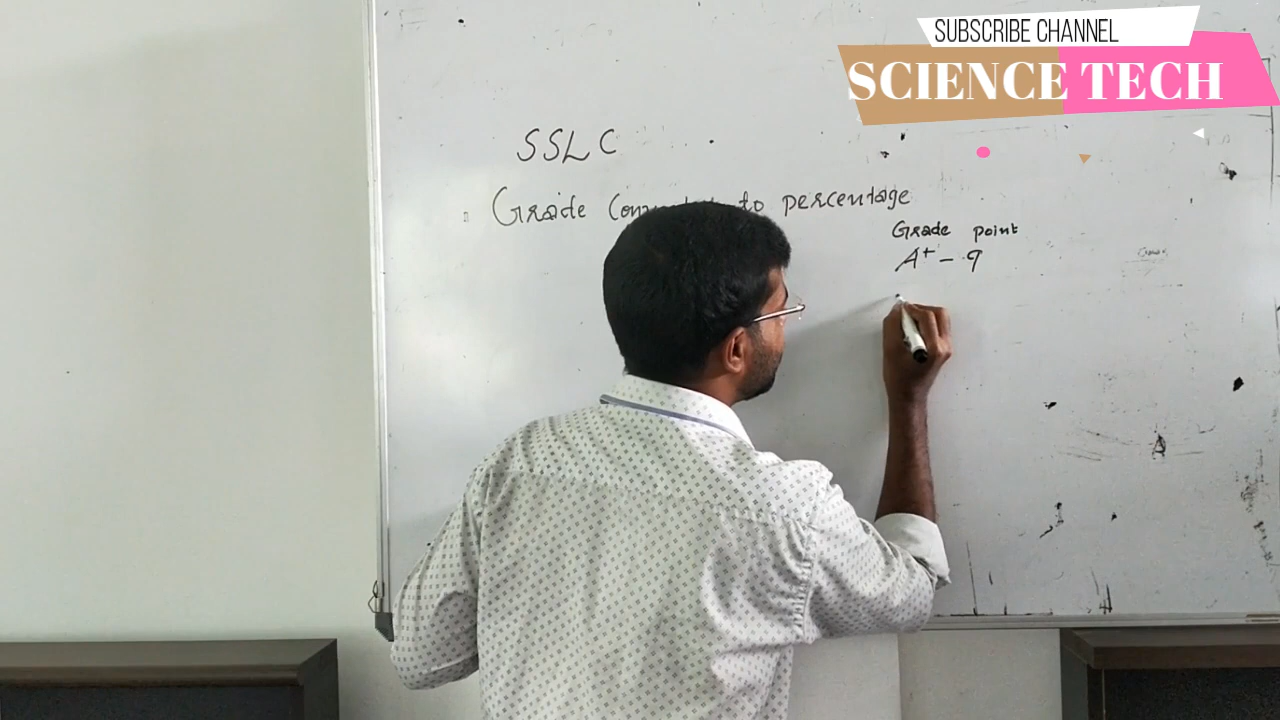 SUBSCRIBE CHANNEL
SCIENCE TECH
SSLC
Grade to percentage
Grade point
A+ - 9